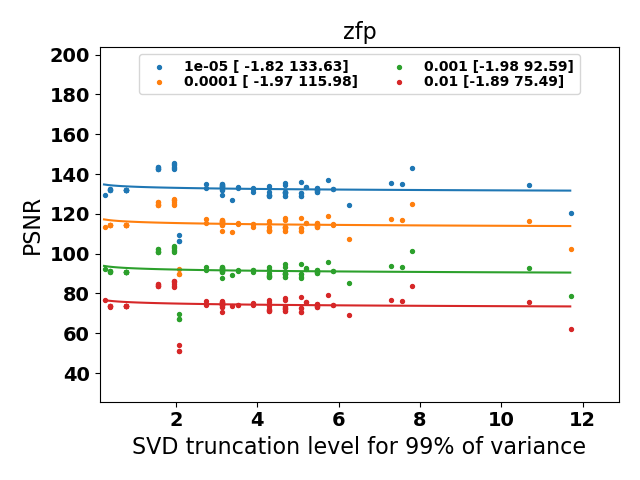 zfp
1e-05 [ -1.82 133.63]
0.0001 [ -1.97 115.98]
0.001 [-1.98 92.59]
0.01 [-1.89 75.49]
200
180
160
140
120
100
80
60
40
PSNR
2 4 6 8 10 12
SVD truncation level for 99% of variance